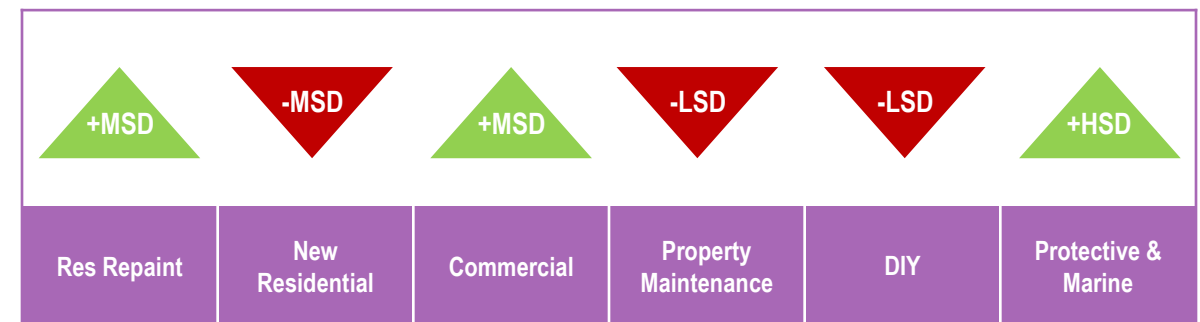 +MSD
-MSD
+MSD
-LSD
-LSD
+HSD
Res Repaint
New
Residential
Commercial
Property
Maintenance
DIY
Protective &
Marine